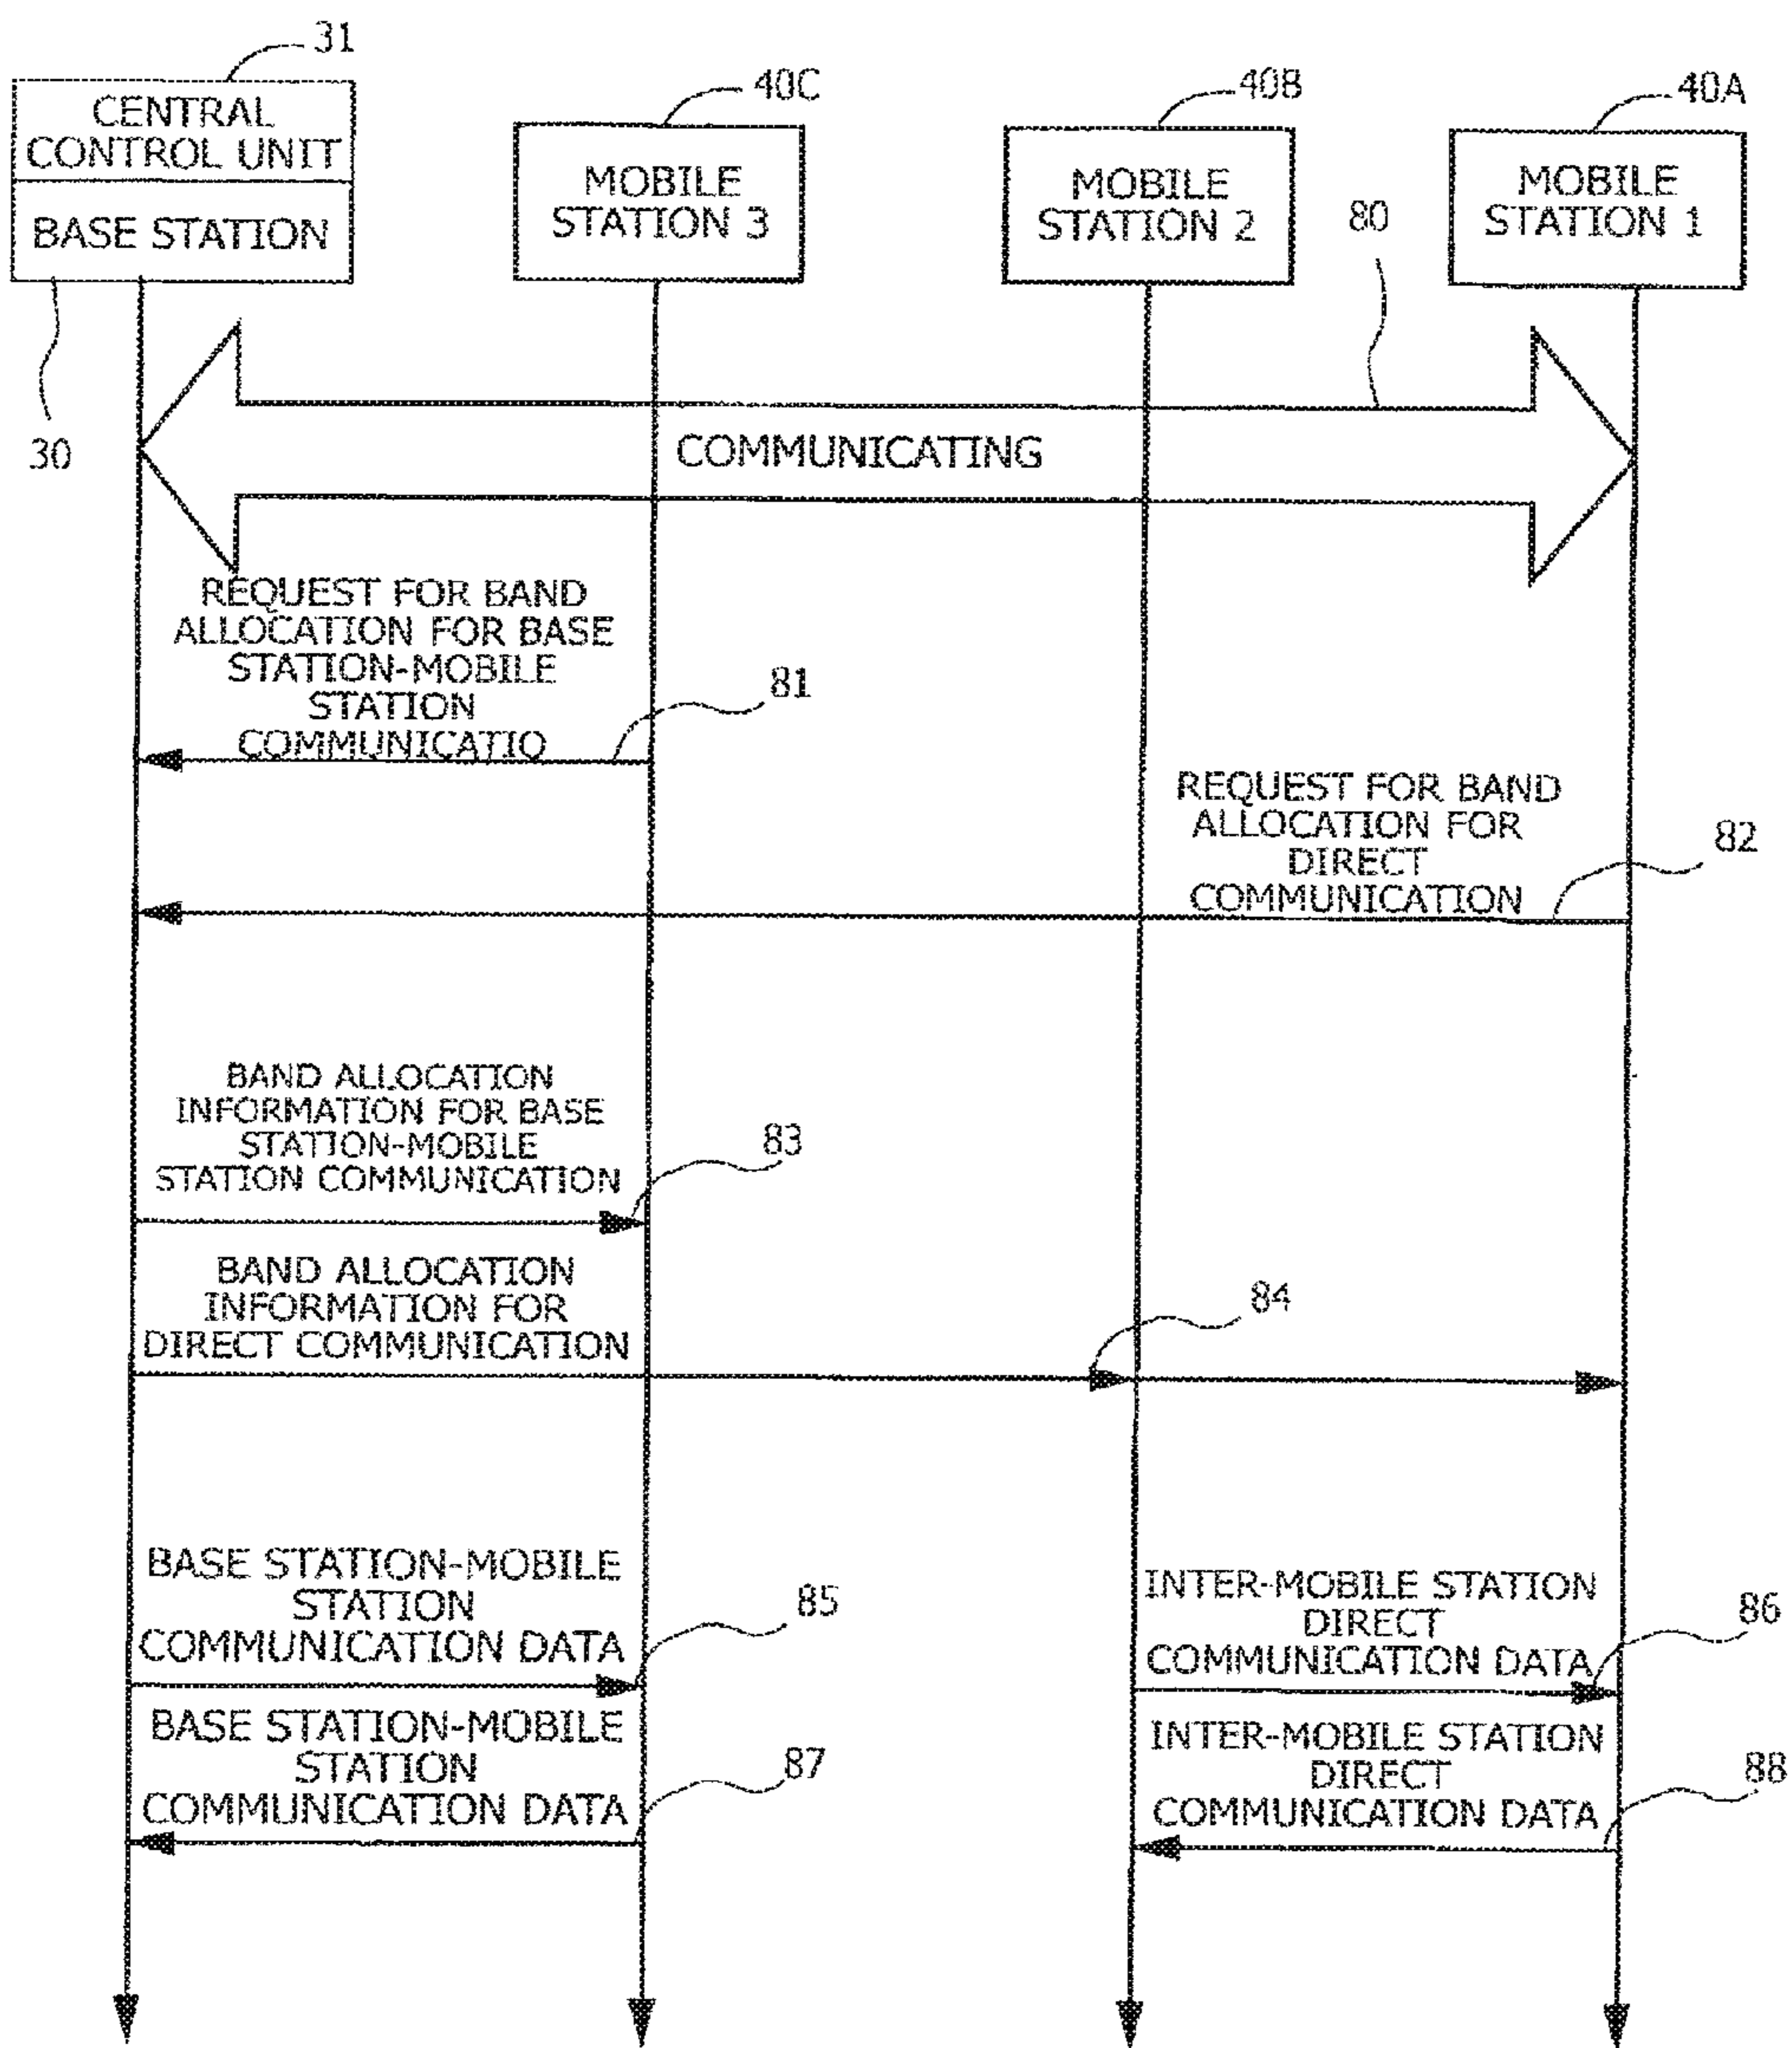 31
CENTRAL
CONTROL UNIT
BASE STATION
30
40C
MOBILE
STATION 3
40B
MOBILE
STATION 2
40A
MOBILE
STATION 1
80
COMMUNICATING
REQUEST FOR BAND
ALLOCATION FOR BASE
STATION-MOBILE
STATION
COMMUNICATIO
81
REQUEST FOR BAND
ALLOCATION FOR
DIRECT
COMMUNICATION
82
BAND ALLOCATION
INFORMATION FOR BASE
STATION-MOBILE
STATION COMMUNICATION
83
BAND ALLOCATION
INFORMATION FOR
DIRECT COMMUNICATION
84
BASE STATION-MOBILE
STATION
COMMUNICATION DATA
85
INTER-MOBILE STATION
DIRECT
COMMUNICATION DATA
86
BASE STATION-MOBILE
STATION
COMMUNICATION DATA
87
INTER-MOBILE STATION
DIRECT
COMMUNICATION DATA
88